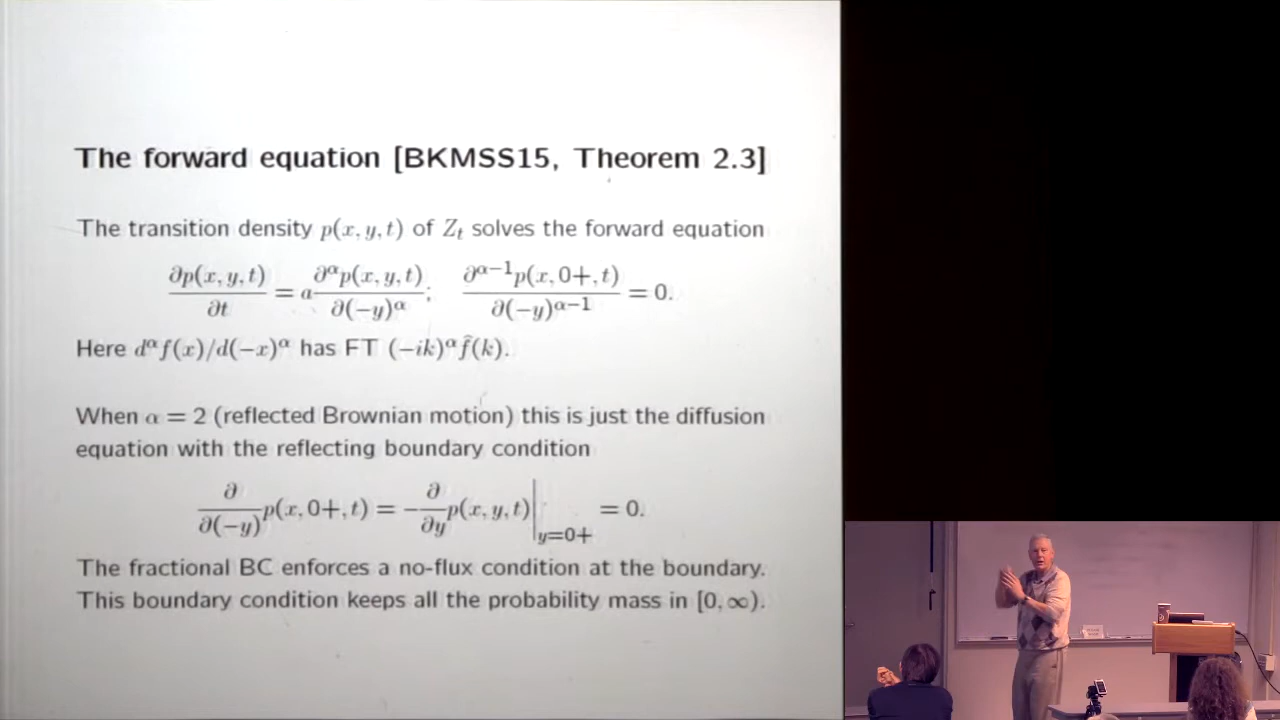 The forward equation [BKMSS15, Theorem 2.3]
The transition density p(x, y, t) of Z_t solves the forward equation
∂p(x, y, t)/∂t = a ∂^α p(x, y, t)/∂(−y)^α; ∂^{α−1}p(x, 0+, t)/∂(−y)^{α−1} = 0.
Here d^α f(x)/d(−x)^α has FT (−ik)^α f̂(k).
When α = 2 (reflected Brownian motion) this is just the diffusion
equation with the reflecting boundary condition
∂/∂(−y) p(x, 0+, t) = −∂/∂y p(x, y, t)|_{y=0+} = 0.
The fractional BC enforces a no-flux condition at the boundary.
This boundary condition keeps all the probability mass in [0, ∞).